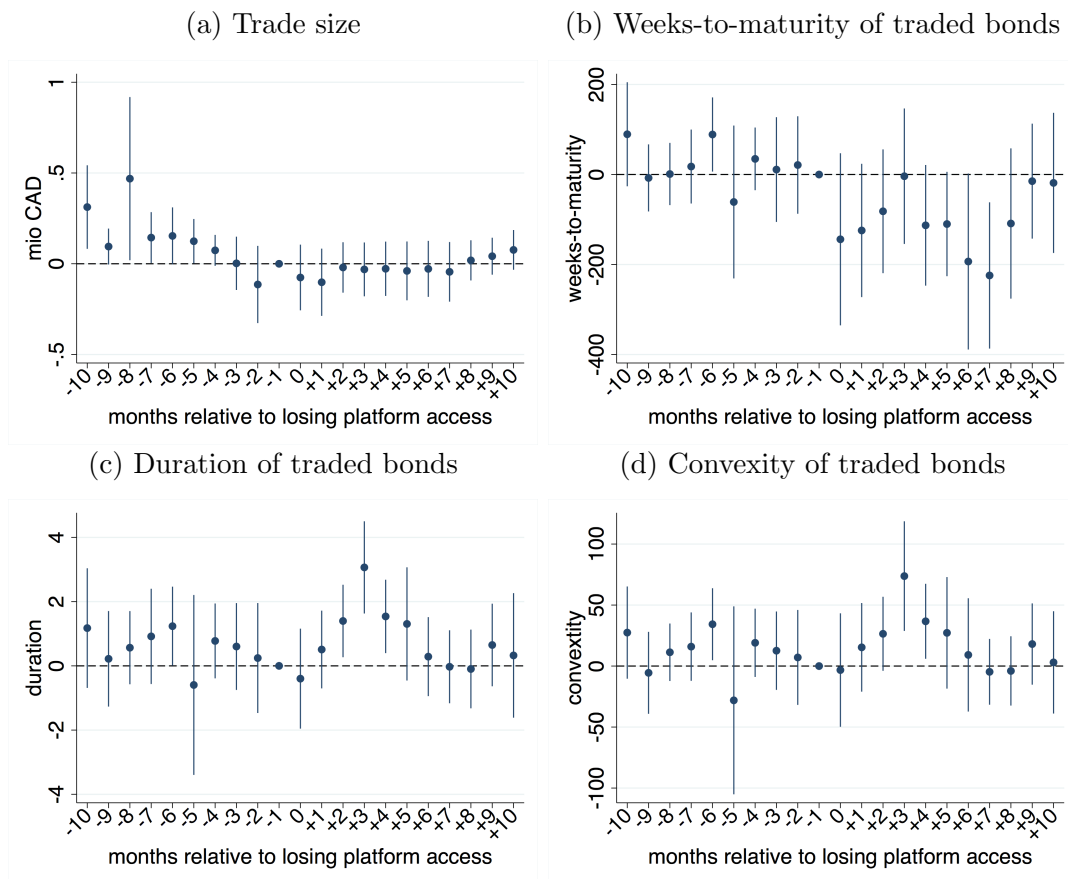 (a) Trade size
1
.5
0
-.5
mio CAD
-10 -9 -8 -7 -6 -5 -4 -3 -2 -1 0 +1 +2 +3 +4 +5 +6 +7 +8 +9 +10
months relative to losing platform access
(b) Weeks-to-maturity of traded bonds
200
0
-200
-400
weeks-to-maturity
-10 -9 -8 -7 -6 -5 -4 -3 -2 -1 0 +1 +2 +3 +4 +5 +6 +7 +8 +9 +10
months relative to losing platform access
(c) Duration of traded bonds
4
2
0
-2
-4
duration
-10 -9 -8 -7 -6 -5 -4 -3 -2 -1 0 +1 +2 +3 +4 +5 +6 +7 +8 +9 +10
months relative to losing platform access
(d) Convexity of traded bonds
100
50
0
-50
-100
convextity
-10 -9 -8 -7 -6 -5 -4 -3 -2 -1 0 +1 +2 +3 +4 +5 +6 +7 +8 +9 +10
months relative to losing platform access